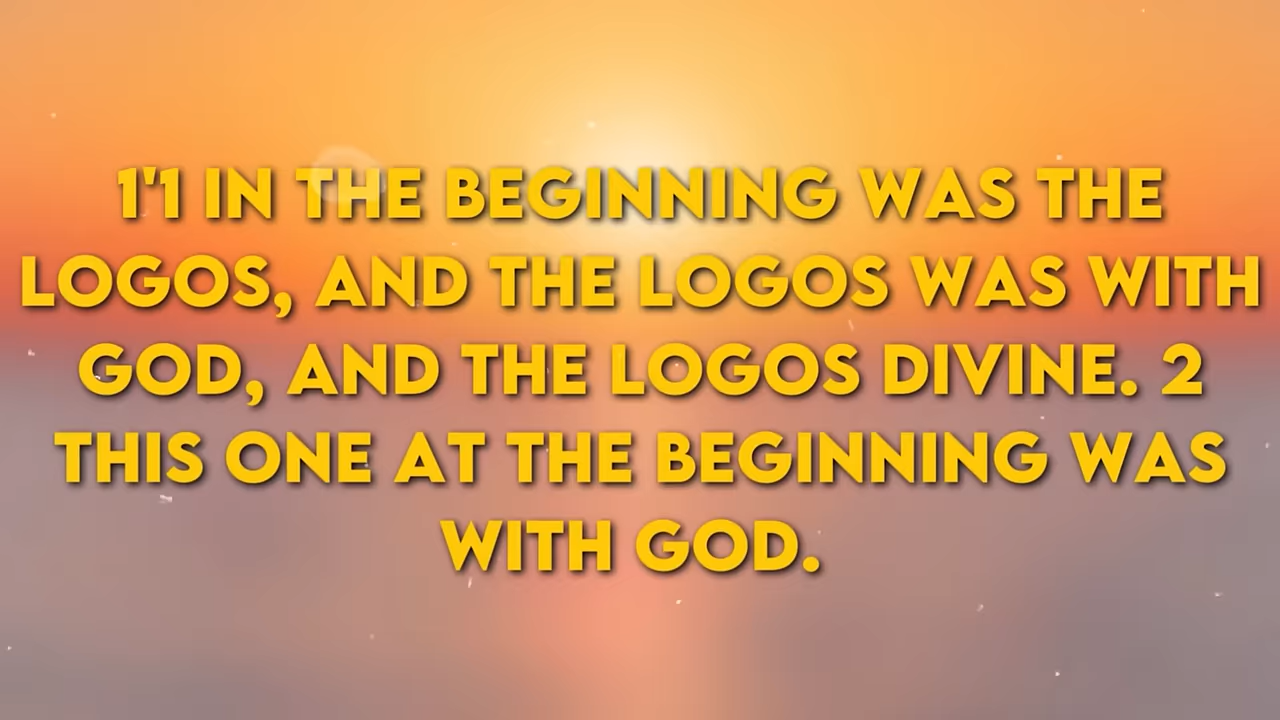 1'1 IN THE BEGINNING WAS THE
LOGOS, AND THE LOGOS WAS WITH
GOD, AND THE LOGOS DIVINE. 2
THIS ONE AT THE BEGINNING WAS
WITH GOD.